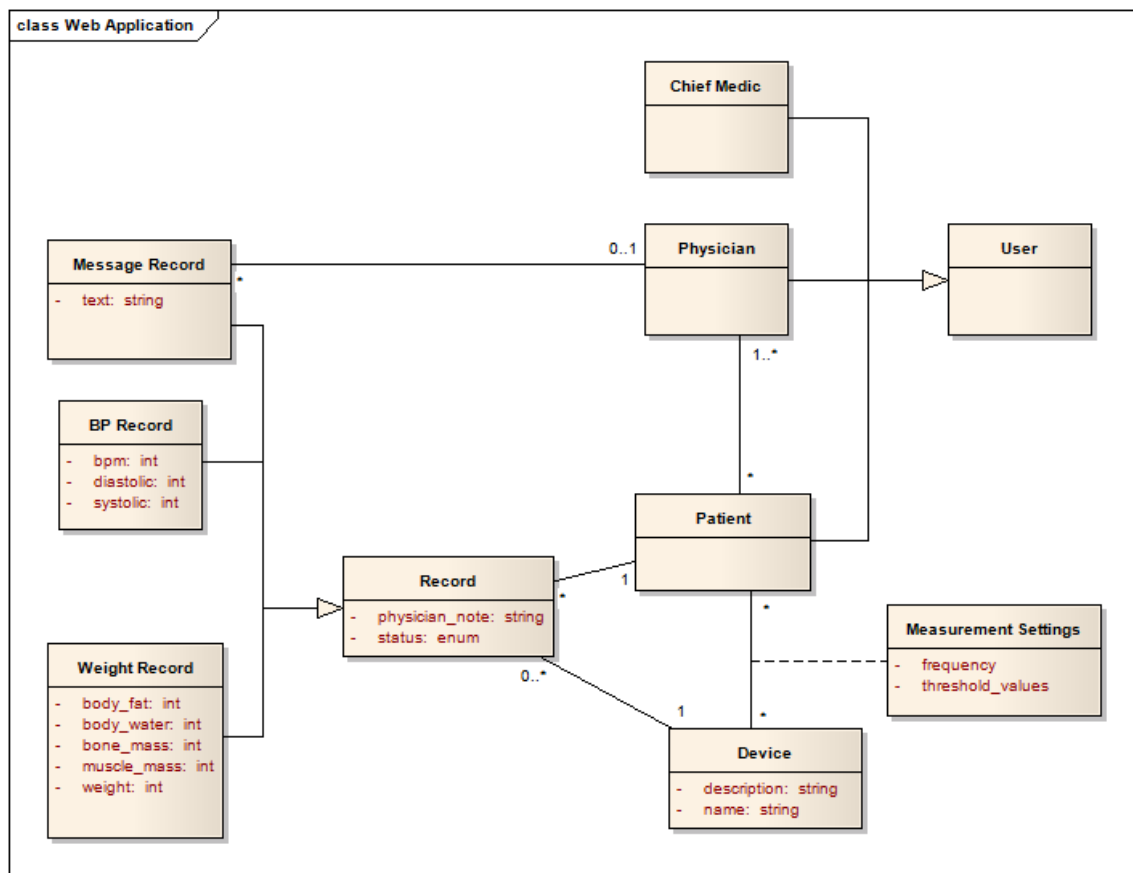 class Web Application
Chief Medic
Physician
User
0..1
1..*
Message Record
*
- text: string
BP Record
- bpm: int
- diastolic: int
- systolic: int
*
Patient
Record
*
1
*
- physician_note: string
- status: enum
Measurement Settings
- frequency
- threshold_values
Weight Record
- body_fat: int
- body_water: int
- bone_mass: int
- muscle_mass: int
- weight: int
0..*
1
*
Device
- description: string
- name: string